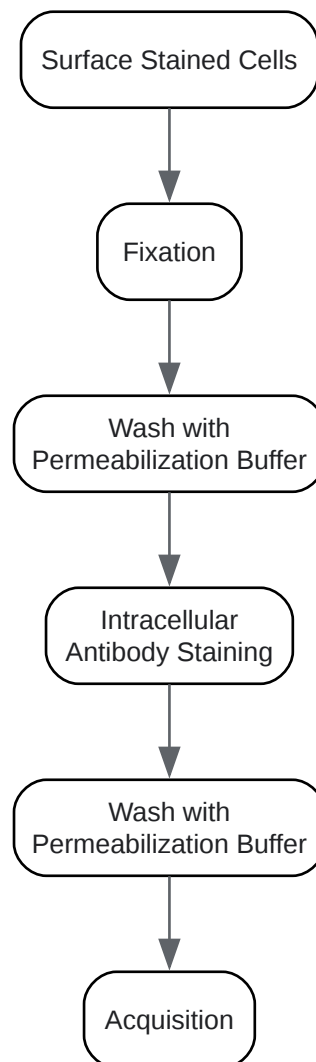 Surface Stained Cells
Fixation
Wash with
Permeabilization Buffer
Intracellular
Antibody Staining
Wash with
Permeabilization Buffer
Acquisition